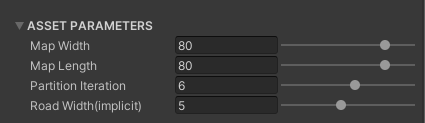 ASSET PARAMETERS
Map Width 80
Map Length 80
Partition Iteration 6
Road Width(implicit) 5